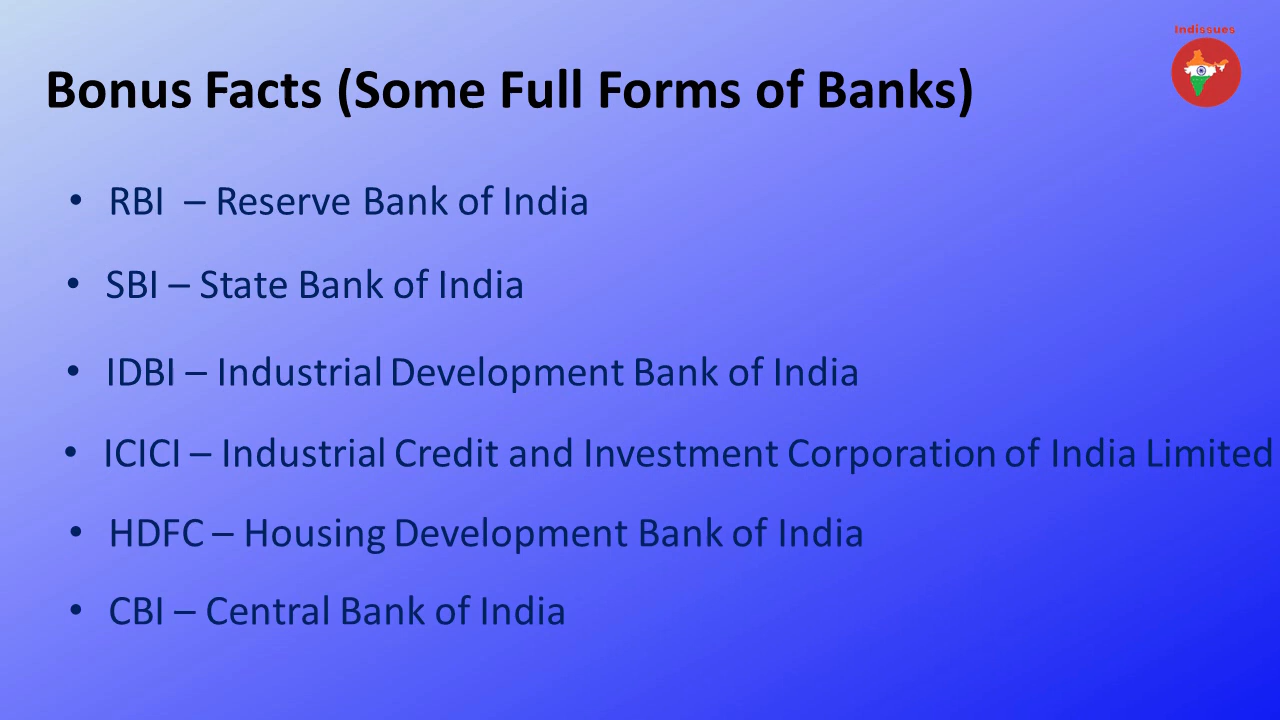 Indissues
Bonus Facts (Some Full Forms of Banks)
• RBI – Reserve Bank of India
• SBI – State Bank of India
• IDBI – Industrial Development Bank of India
• ICICI – Industrial Credit and Investment Corporation of India Limited
• HDFC – Housing Development Bank of India
• CBI – Central Bank of India